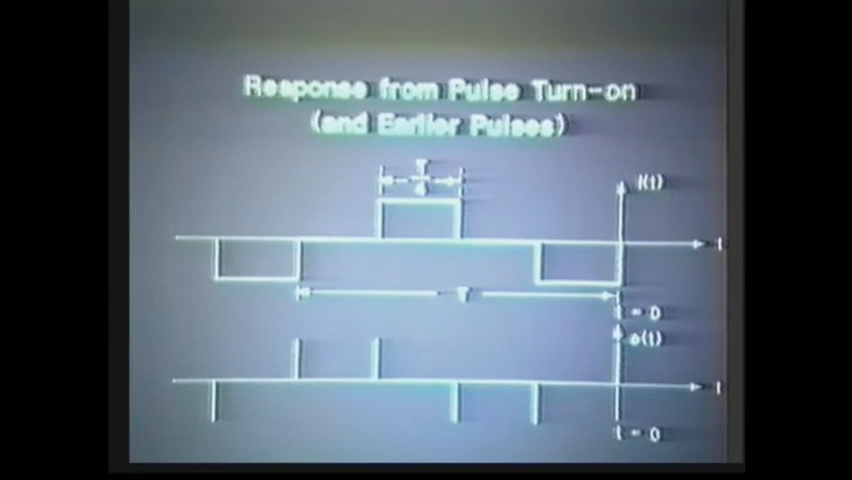 Response from Pulse Turn-on
(and Earlier Pulses)
T
4
I(t)
t
T
t = 0
e(t)
t
t = 0